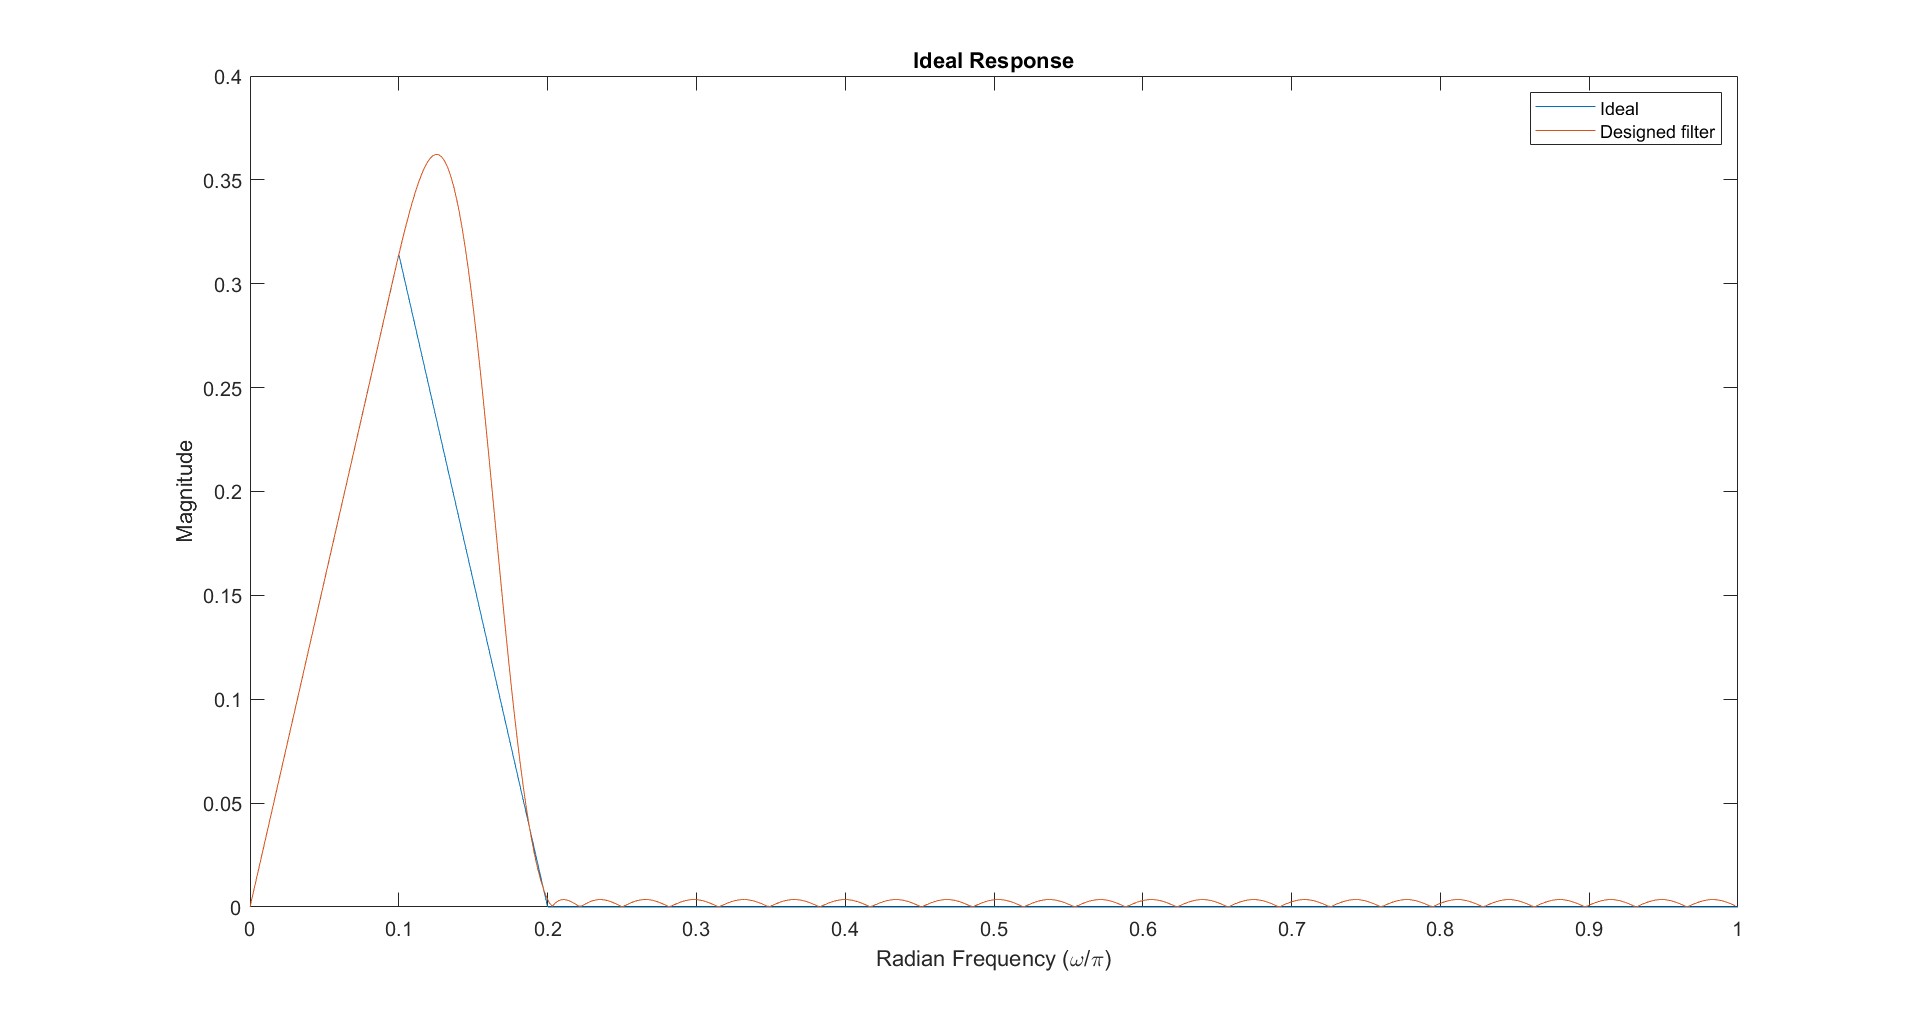 Ideal Response
Ideal
Designed filter
0.4
0.35
0.3
0.25
0.2
0.15
0.1
0.05
0
Magnitude
0 0.1 0.2 0.3 0.4 0.5 0.6 0.7 0.8 0.9 1
Radian Frequency (ω/π)